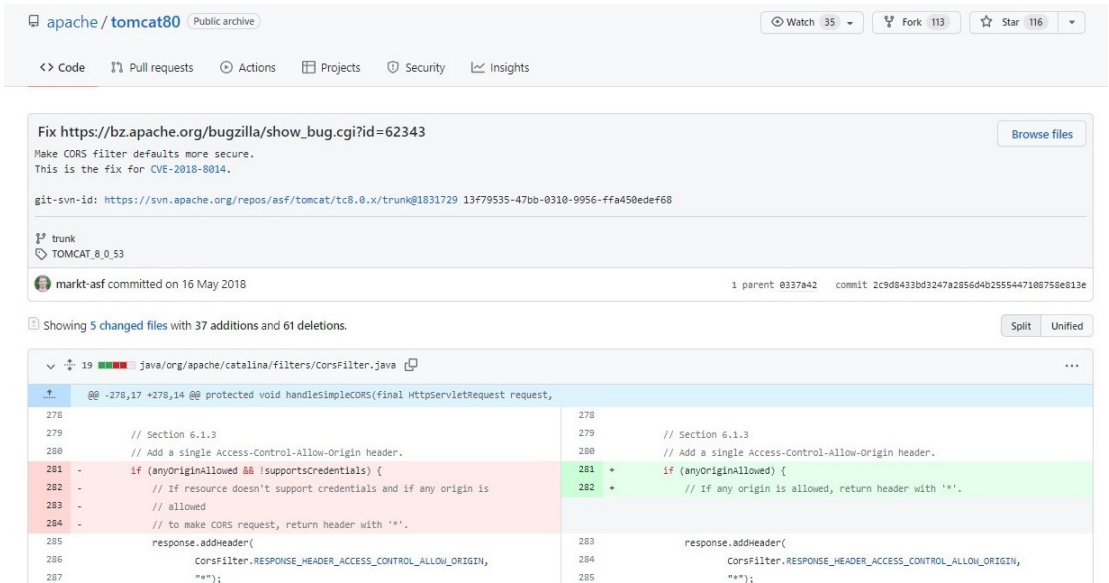 apache / tomcat80 Public archive
Watch 35
Fork 113
Star 116
<> Code
Pull requests
Actions
Projects
Security
Insights
Fix https://bz.apache.org/bugzilla/show_bug.cgi?id=62343
Browse files
Make CORS filter defaults more secure.
This is the fix for CVE-2018-8014.
git-svn-id: https://svn.apache.org/repos/asf/tomcat/tc8.0.x/trunk@1831729 13f79535-47bb-0310-9956-ffa450edef68
trunk
TOMCAT_8_0_53
markt-asf committed on 16 May 2018
1 parent 0337a42 commit 2c9d8433bd3247a2856d4b2555447108758e813e
Showing 5 changed files with 37 additions and 61 deletions.
Split Unified
19 java/org/apache/catalina/filters/CorsFilter.java
@@ -278,17 +278,14 @@ protected void handleSimpleCORS(final HttpServletRequest request,
278
279 // Section 6.1.3
280 // Add a single Access-Control-Allow-Origin header.
281 - if (anyOriginAllowed && !supportsCredentials) {
282 - // If resource doesn't support credentials and if any origin is
283 - // allowed
284 - // to make CORS request, return header with '*'.
285 response.addHeader(
286 CorsFilter.RESPONSE_HEADER_ACCESS_CONTROL_ALLOW_ORIGIN,
287 "*");
278
279 // Section 6.1.3
280 // Add a single Access-Control-Allow-Origin header.
281 + if (anyOriginAllowed) {
282 + // If any origin is allowed, return header with '*'.
283 response.addHeader(
284 CorsFilter.RESPONSE_HEADER_ACCESS_CONTROL_ALLOW_ORIGIN,
285 "*");